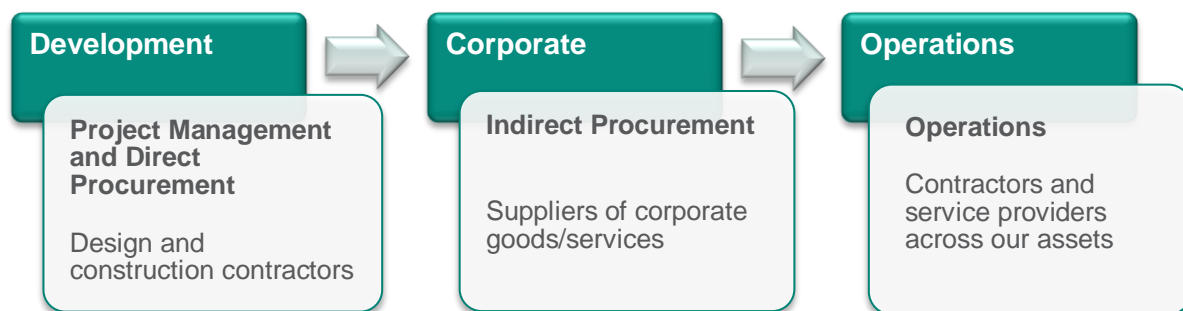 Development
Project Management
and Direct
Procurement
Design and
construction contractors
Corporate
Indirect Procurement
Suppliers of corporate
goods/services
Operations
Operations
Contractors and
service providers
across our assets